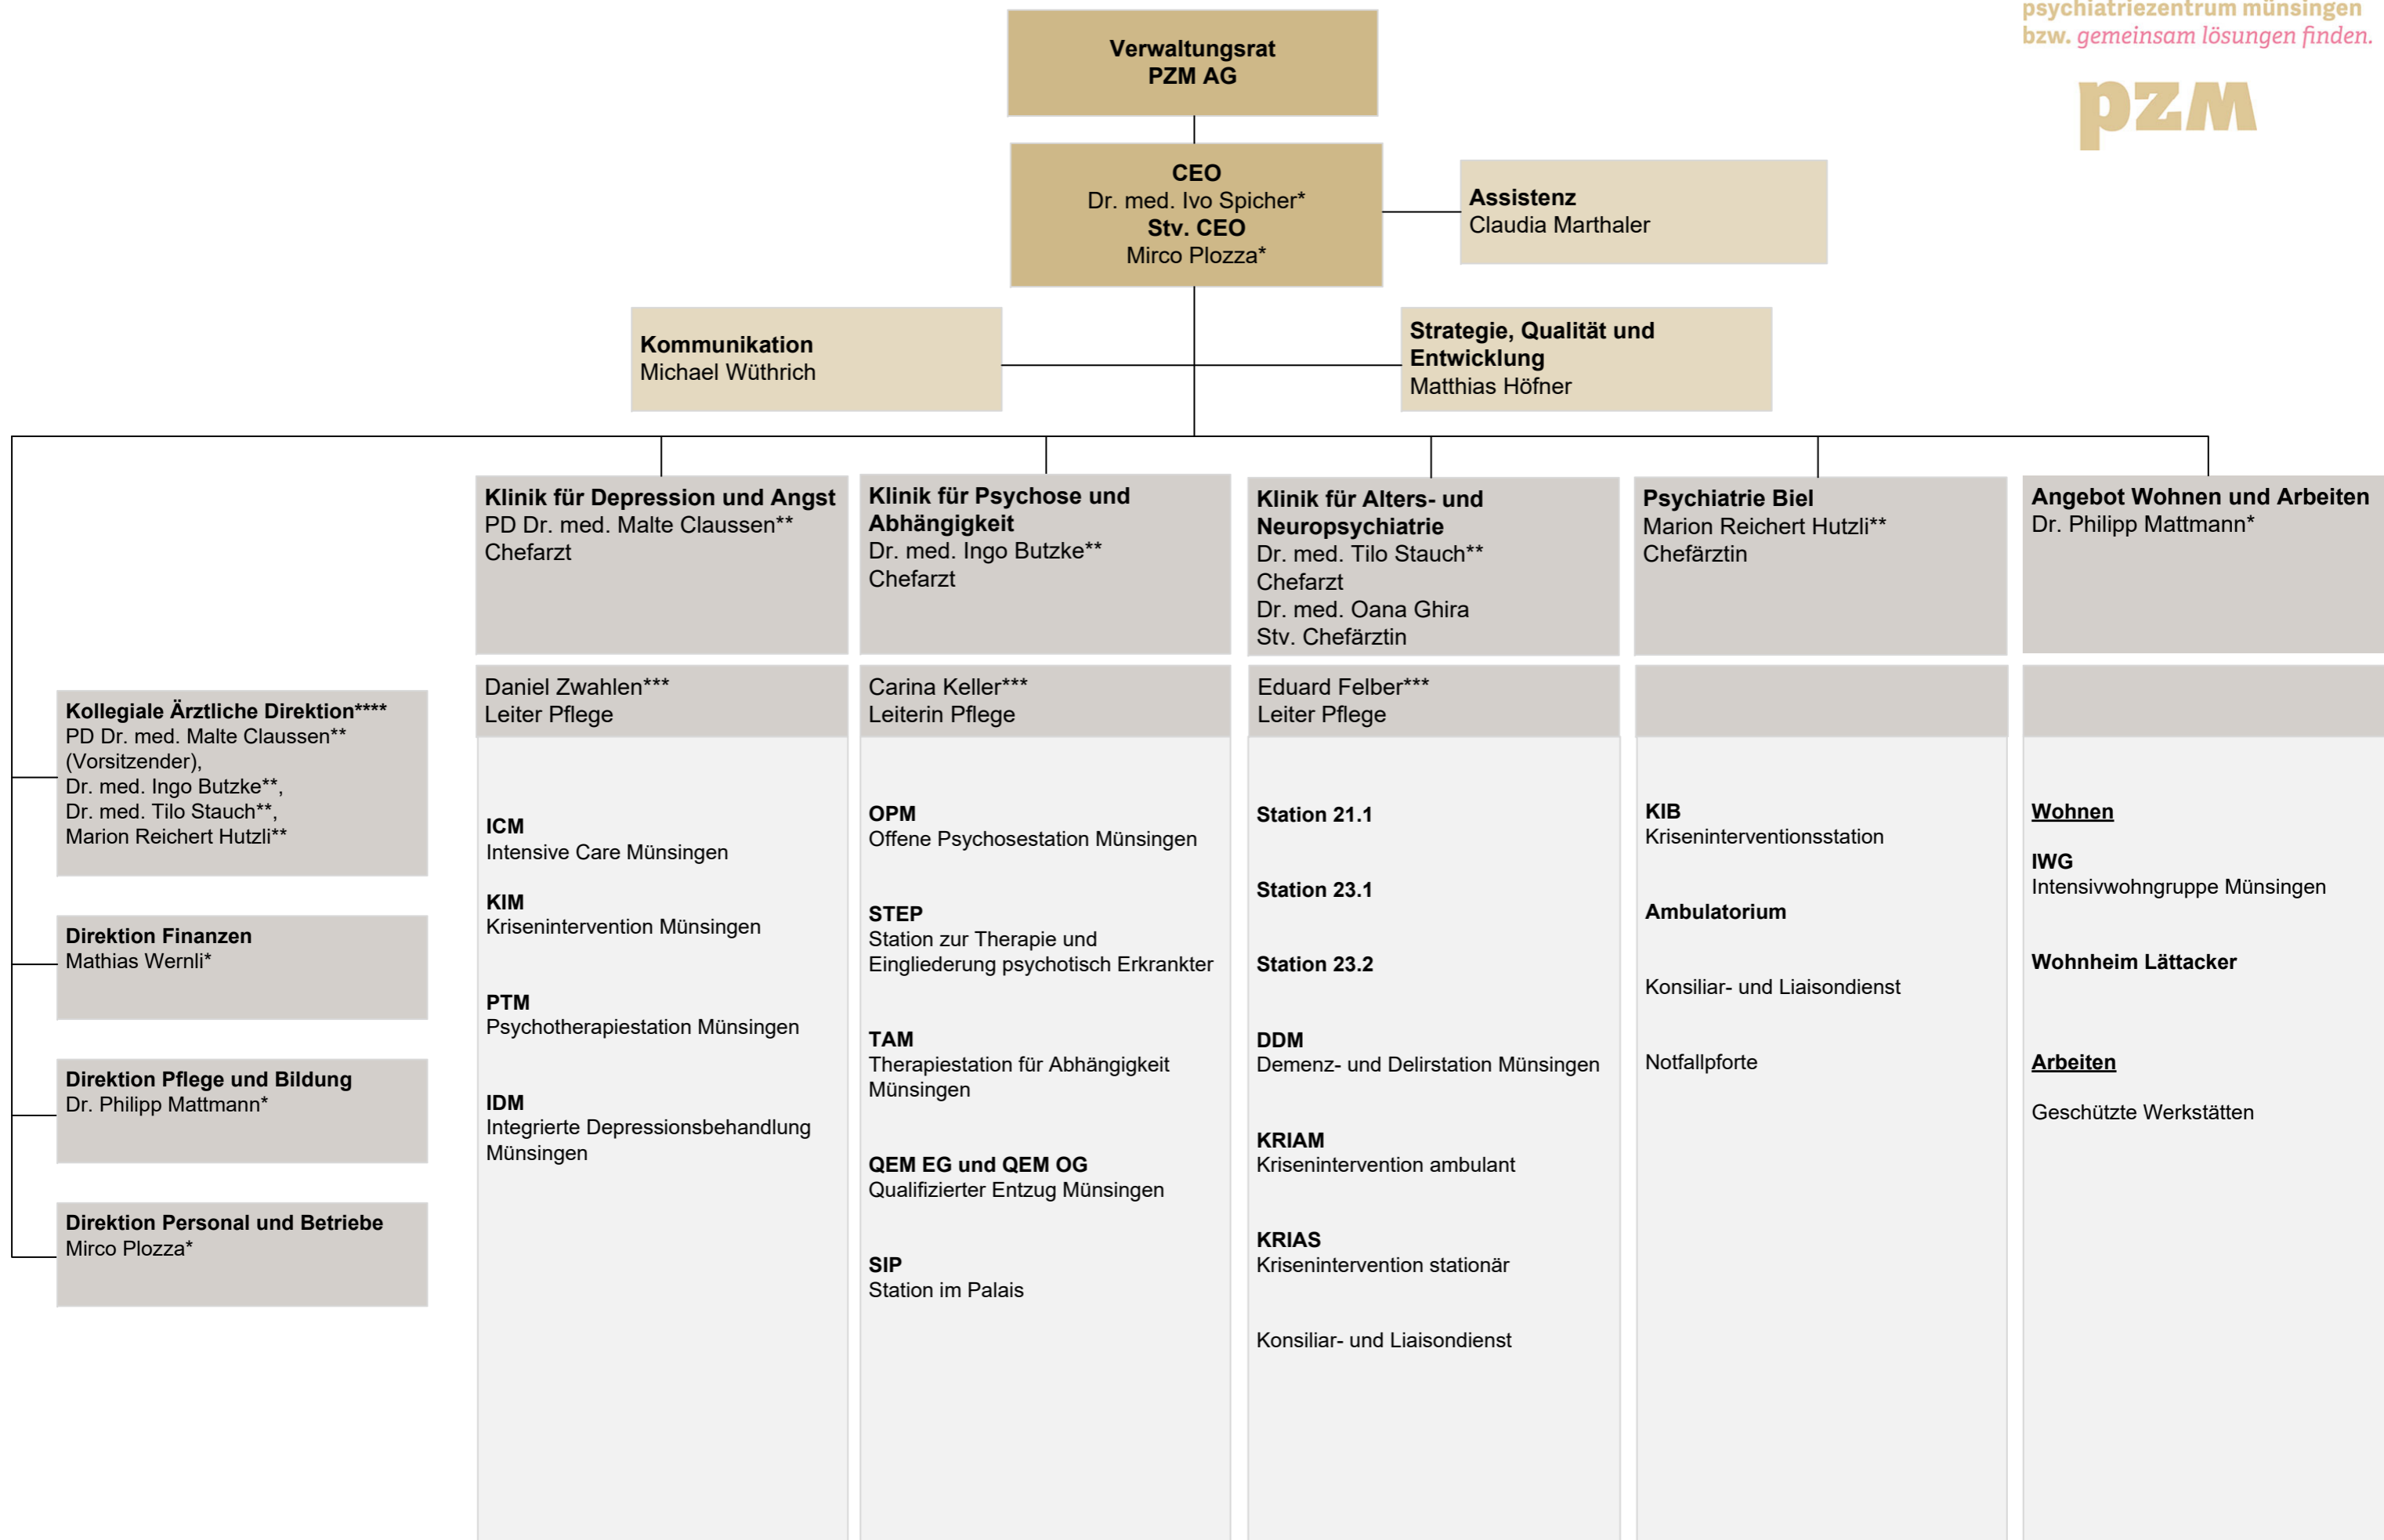 psychiatriezentrum münsingen
bzw. gemeinsam lösungen finden.
pzm
Verwaltungsrat
PZM AG
CEO
Dr. med. Ivo Spicher*
Stv. CEO
Mirco Plozza*
Assistenz
Claudia Marthaler
Kommunikation
Michael Wüthrich
Strategie, Qualität und
Entwicklung
Matthias Höfner
Kollegiale Ärztliche Direktion****
PD Dr. med. Malte Claussen**
(Vorsitzender),
Dr. med. Ingo Butzke**,
Dr. med. Tilo Stauch**,
Marion Reichert Hutzli**
Direktion Finanzen
Mathias Wernli*
Direktion Pflege und Bildung
Dr. Philipp Mattmann*
Direktion Personal und Betriebe
Mirco Plozza*
Klinik für Depression und Angst
PD Dr. med. Malte Claussen**
Chefarzt
Daniel Zwahlen***
Leiter Pflege
ICM
Intensive Care Münsingen
KIM
Krisenintervention Münsingen
PTM
Psychotherapiestation Münsingen
IDM
Integrierte Depressionsbehandlung
Münsingen
Klinik für Psychose und
Abhängigkeit
Dr. med. Ingo Butzke**
Chefarzt
Carina Keller***
Leiterin Pflege
OPM
Offene Psychosestation Münsingen
STEP
Station zur Therapie und
Eingliederung psychotisch Erkrankter
TAM
Therapiestation für Abhängigkeit
Münsingen
QEM EG und QEM OG
Qualifizierter Entzug Münsingen
SIP
Station im Palais
Klinik für Alters- und
Neuropsychiatrie
Dr. med. Tilo Stauch**
Chefarzt
Dr. med. Oana Ghira
Stv. Chefärztin
Eduard Felber***
Leiter Pflege
Station 21.1
Station 23.1
Station 23.2
DDM
Demenz- und Delirstation Münsingen
KRIAM
Krisenintervention ambulant
KRIAS
Krisenintervention stationär
Konsiliar- und Liaisondienst
Psychiatrie Biel
Marion Reichert Hutzli**
Chefärztin
KIB
Kriseninterventionsstation
Ambulatorium
Konsiliar- und Liaisondienst
Notfallpforte
Angebot Wohnen und Arbeiten
Dr. Philipp Mattmann*
Wohnen
IWG
Intensivwohngruppe Münsingen
Wohnheim Lättacker
Arbeiten
Geschützte Werkstätten